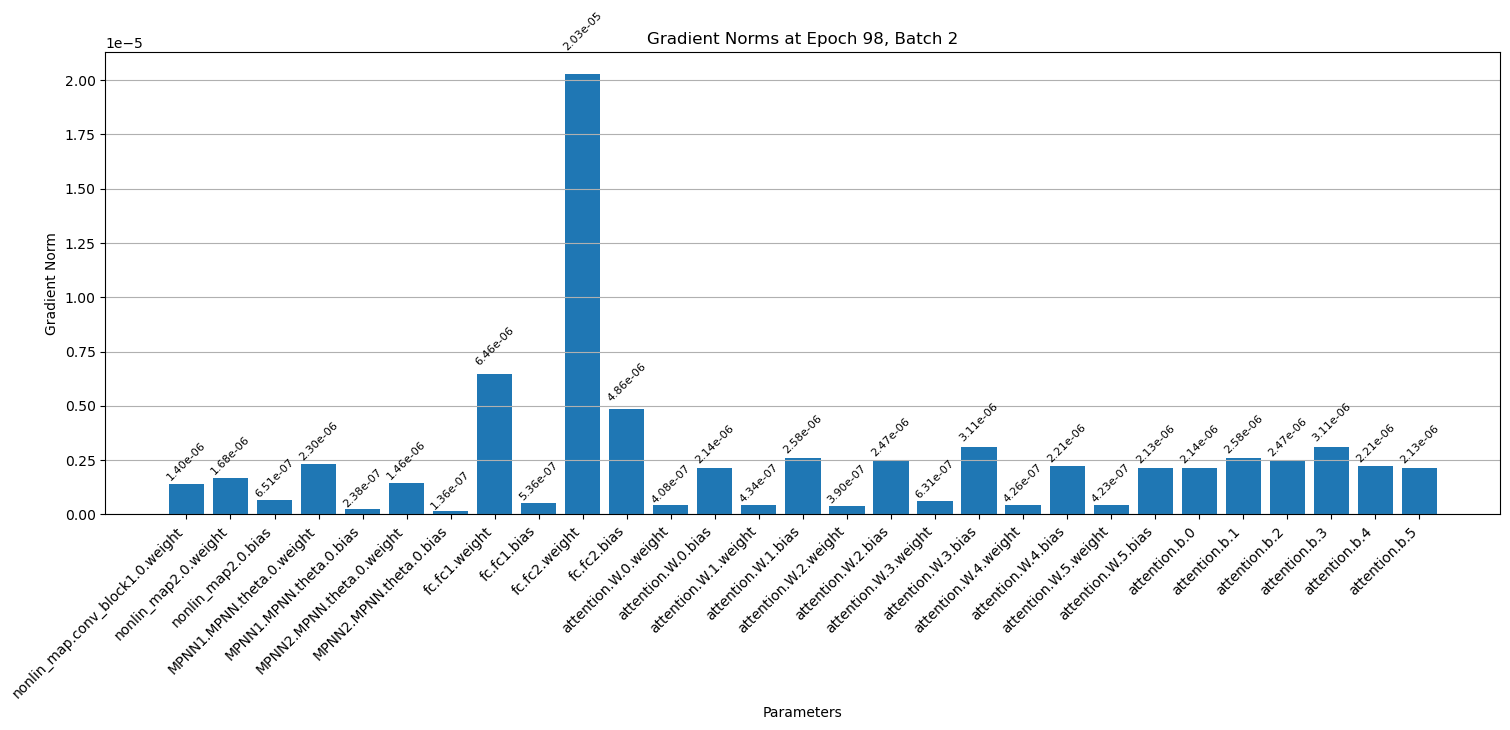 Gradient Norms at Epoch 98, Batch 2
1e−5
2.00
1.75
1.50
1.25
1.00
0.75
0.50
0.25
0.00
Gradient Norm
1.40e-06
1.68e-06
6.51e-07
2.30e-06
2.38e-07
1.46e-06
1.36e-07
6.46e-06
5.36e-07
2.03e-05
4.86e-06
4.08e-07
2.14e-06
4.34e-07
2.58e-06
3.90e-07
2.47e-06
6.31e-07
3.11e-06
4.26e-07
2.21e-06
4.23e-07
2.13e-06
2.14e-06
2.58e-06
2.47e-06
3.11e-06
2.21e-06
2.13e-06
nonlin_map.conv_block1.0.weight
nonlin_map2.0.weight
nonlin_map2.0.bias
MPNN1.MPNN.theta.0.weight
MPNN1.MPNN.theta.0.bias
MPNN2.MPNN.theta.0.weight
MPNN2.MPNN.theta.0.bias
fc.fc1.weight
fc.fc1.bias
fc.fc2.weight
fc.fc2.bias
attention.W.0.weight
attention.W.0.bias
attention.W.1.weight
attention.W.1.bias
attention.W.2.weight
attention.W.2.bias
attention.W.3.weight
attention.W.3.bias
attention.W.4.weight
attention.W.4.bias
attention.W.5.weight
attention.W.5.bias
attention.b.0
attention.b.1
attention.b.2
attention.b.3
attention.b.4
attention.b.5
Parameters